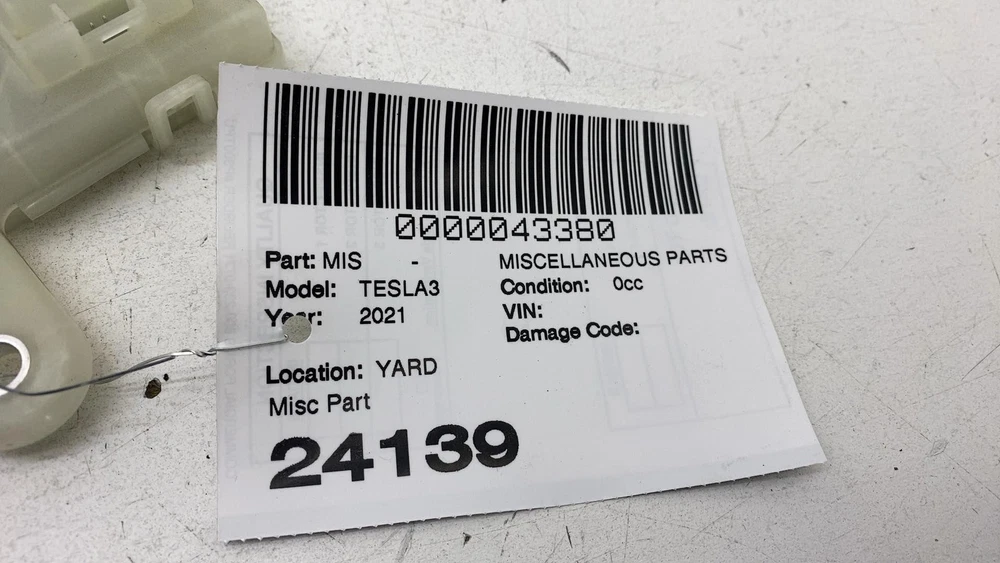 0000043380
Part: MIS - MISCELLANEOUS PARTS
Model: TESLA3 Condition: 0cc
Year: 2021 VIN:
Damage Code:
Location: YARD
Misc Part
24139